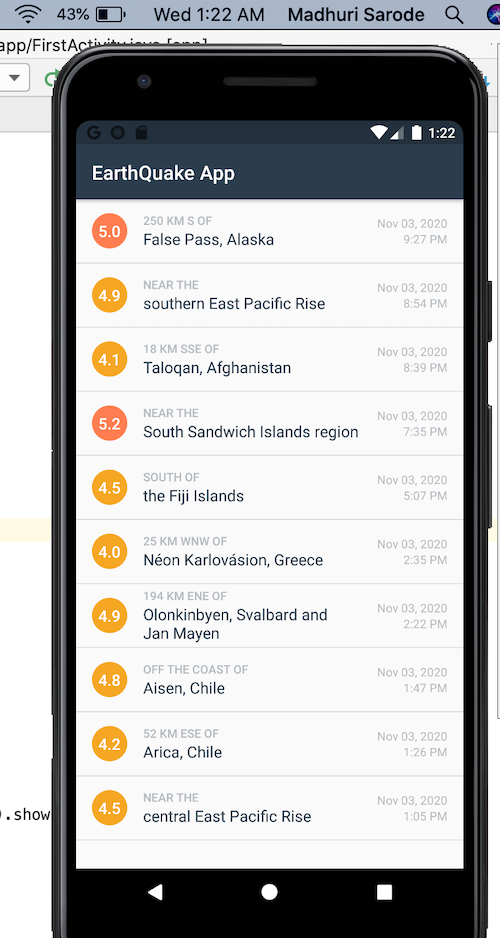 43% Wed 1:22 AM Madhuri Sarode
app/FirstActivity.java [app]
1:22
EarthQuake App
5.0 250 KM S OF Nov 03, 2020
False Pass, Alaska 9:27 PM
4.9 NEAR THE Nov 03, 2020
southern East Pacific Rise 8:54 PM
4.1 18 KM SSE OF Nov 03, 2020
Taloqan, Afghanistan 8:39 PM
5.2 NEAR THE Nov 03, 2020
South Sandwich Islands region 7:35 PM
4.5 SOUTH OF Nov 03, 2020
the Fiji Islands 5:07 PM
4.0 25 KM WNW OF Nov 03, 2020
Néon Karlovásion, Greece 2:35 PM
4.9 194 KM ENE OF Nov 03, 2020
Olonkinbyen, Svalbard and 2:22 PM
Jan Mayen
4.8 OFF THE COAST OF Nov 03, 2020
Aisen, Chile 1:47 PM
4.2 52 KM ESE OF Nov 03, 2020
Arica, Chile 1:26 PM
4.5 NEAR THE Nov 03, 2020
central East Pacific Rise 1:05 PM
).show